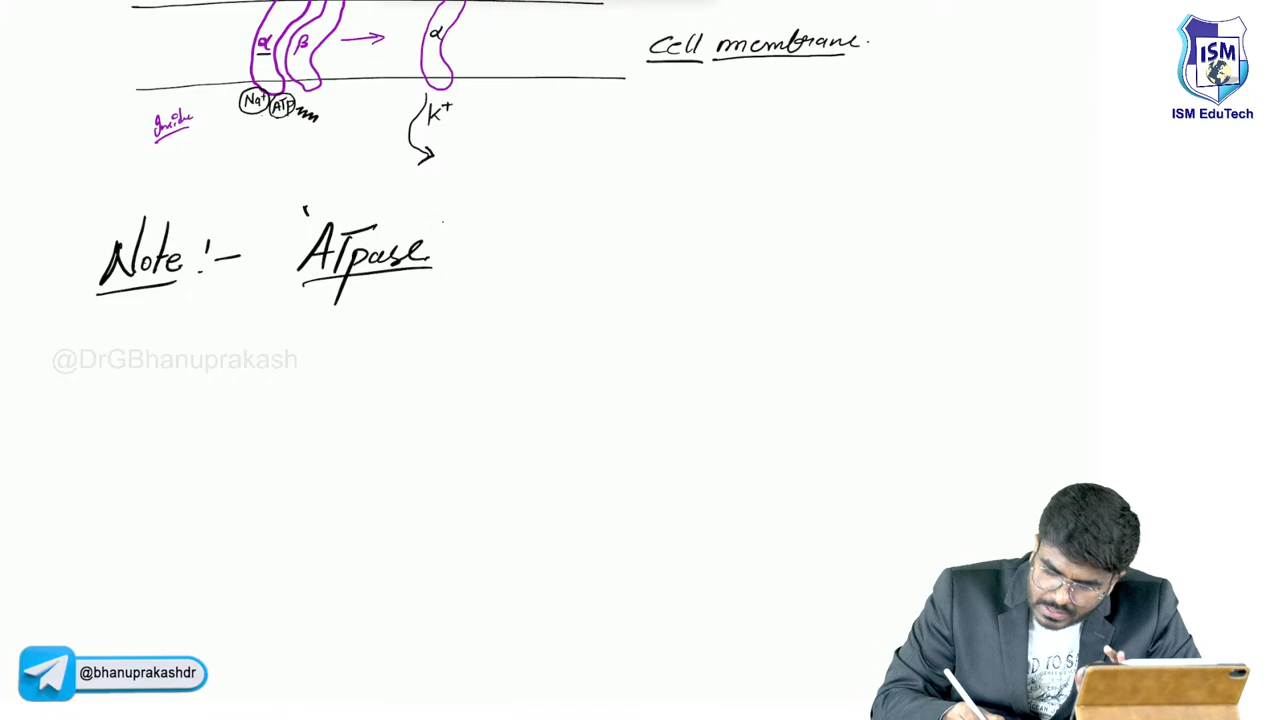 α β → α
cell membrane.
ISM
ISM EduTech
Na+ ATP
K+
Inside
Note :- 'ATpase
@DrGBhanuprakash
@bhanuprakashdr